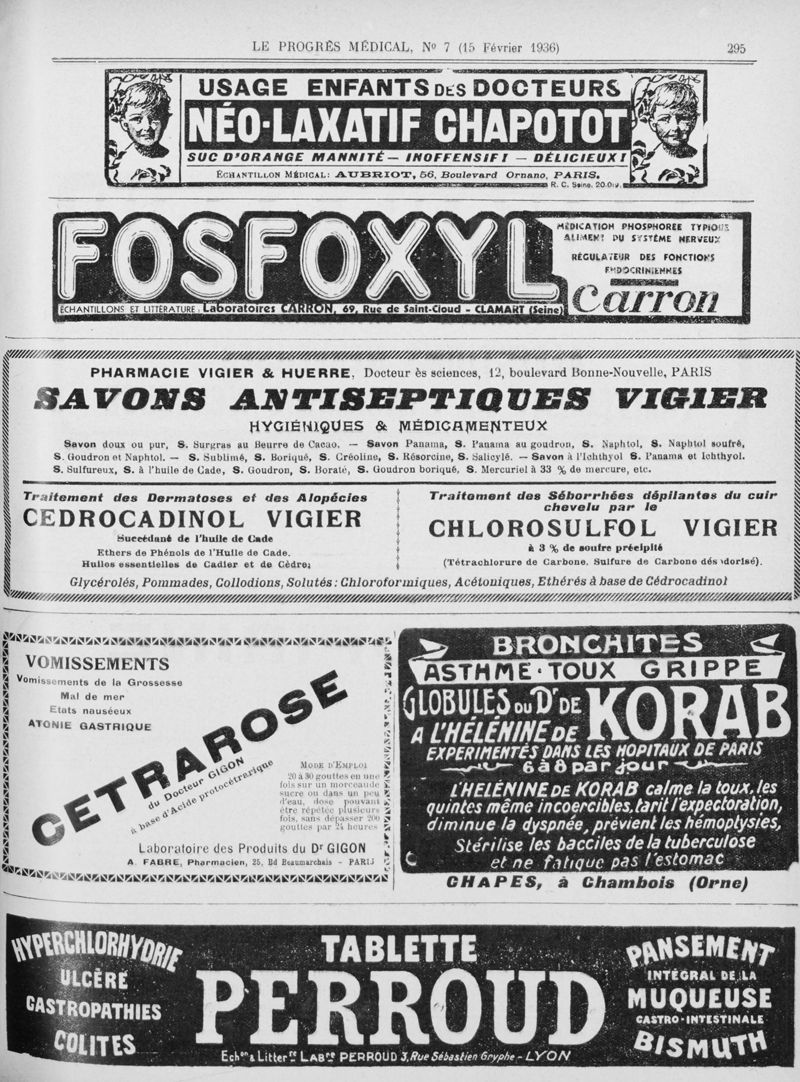 LE PROGRÈS MÉDICAL, No 7 (15 Février 1936) 295
USAGE ENFANTS DES DOCTEURS
NÉO-LAXATIF CHAPOTOT
SUC D'ORANGE MANNITÉ — INOFFENSIF! — DÉLICIEUX!
ÉCHANTILLON MÉDICAL: AUBRIOT, 56, Boulevard Ornano, PARIS.
R. C. Seine.
FOSFOXYL
MÉDICATION PHOSPHORÉE TYPIQUE
ALIMENT DU SYSTÈME NERVEUX
RÉGULATEUR DES FONCTIONS
ENDOCRINIENNES
Carron
ÉCHANTILLONS ET LITTÉRATURE: Laboratoires CARRON, 69, Rue de Saint-Cloud - CLAMART (Seine)
PHARMACIE VIGIER & HUERRE, Docteur ès sciences, 12, boulevard Bonne-Nouvelle, PARIS
SAVONS ANTISEPTIQUES VIGIER
HYGIÉNIQUES & MÉDICAMENTEUX
Savon doux ou pur, S. Surgras au Beurre de Cacao. — Savon Panama, S. Panama au goudron, S. Naphtol, S. Naphtol soufré,
S. Goudron et Naphtol. — S. Sublimé, S. Boriqué, S. Créoline, S. Résorcine, S. Salicylé. — Savon à l'Ichthyol S. Panama et Ichthyol.
S. Sulfureux, S. à l'huile de Cade, S. Goudron, S. Boraté, S. Goudron boriqué, S. Mercuriel à 33 % de mercure, etc.
Traitement des Dermatoses et des Alopécies
CEDROCADINOL VIGIER
Succédané de l'huile de Cade
Ethers de Phénols de l'Huile de Cade.
Huiles essentielles de Cadier et de Cèdre;
Traitement des Séborrhées dépilantes du cuir
chevelu par le
CHLOROSULFOL VIGIER
à 3 % de soufre précipité
(Tétrachlorure de Carbone. Sulfure de Carbone désodorisé).
Glycérolés, Pommades, Collodions, Solutés: Chloroformiques, Acétoniques, Ethérés à base de Cédrocadinol
VOMISSEMENTS
Vomissements de la Grossesse
Mal de mer
Etats nauséeux
ATONIE GASTRIQUE
CETRAROSE
du Docteur GIGON
à base d'Acide protocétrarique
MODE D'EMPLOI
20 à 30 gouttes en une
fois sur un morceau de
sucre ou dans un peu
d'eau, dose pouvant
être répétée plusieurs
fois, sans dépasser 200
gouttes par 24 heures
Laboratoire des Produits du Dr GIGON
A. FABRE, Pharmacien, 25, Bd Beaumarchais - PARIS
BRONCHITES
ASTHME · TOUX GRIPPE
GLOBULES DU Dr DE KORAB
A L'HÉLÉNINE DE
EXPERIMENTÉS DANS LES HOPITAUX DE PARIS
6 à 8 par jour
L'HELÉNINE DE KORAB calme la toux, les
quintes même incoercibles, tarit l'expectoration,
diminue la dyspnée, prévient les hémoptysies,
Stérilise les bacciles de la tuberculose
et ne fatigue pas l'estomac
CHAPES, à Chambois (Orne)
HYPERCHLORHYDRIE
ULCÈRE
GASTROPATHIES
COLITES
TABLETTE
PERROUD
Echon & Litterre LABre PERROUD 3, Rue Sébastien Gryphe - LYON
PANSEMENT
INTÉGRAL DE LA
MUQUEUSE
GASTRO-INTESTINALE
BISMUTH